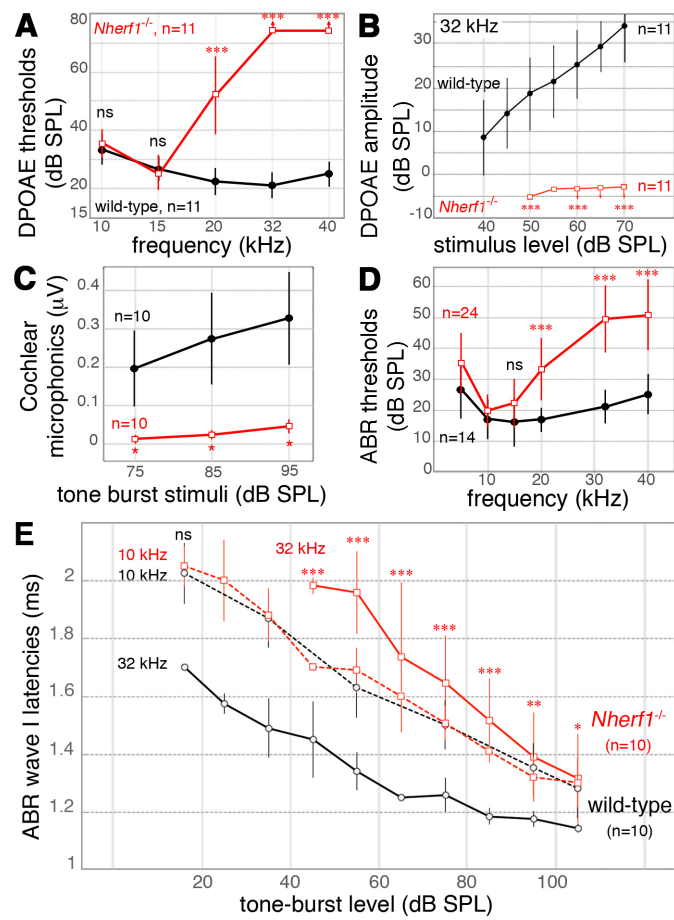 A
Nherf1-/-, n=11
***
***
***
***
ns
ns
wild-type, n=11
80
60
40
20
15
10
15
20
32
40
DPOAE thresholds
(dB SPL)
frequency (kHz)
B
32 kHz
n=11
wild-type
n=11
Nherf1-/-
***
***
***
30
20
10
0
-10
40
50
60
70
DPOAE amplitude
(dB SPL)
stimulus level (dB SPL)
C
n=10
n=10
*
*
*
0.4
0.3
0.2
0.1
0
75
85
95
Cochlear
microphonics (μV)
tone burst stimuli (dB SPL)
D
n=24
***
***
***
ns
n=14
60
50
40
30
20
10
0
10
20
30
40
ABR thresholds
(dB SPL)
frequency (kHz)
E
ns
10 kHz
10 kHz
32 kHz
32 kHz
***
***
***
***
***
**
*
Nherf1-/-
(n=10)
wild-type
(n=10)
2
1.8
1.6
1.4
1.2
1
20
40
60
80
100
ABR wave I latencies (ms)
tone-burst level (dB SPL)